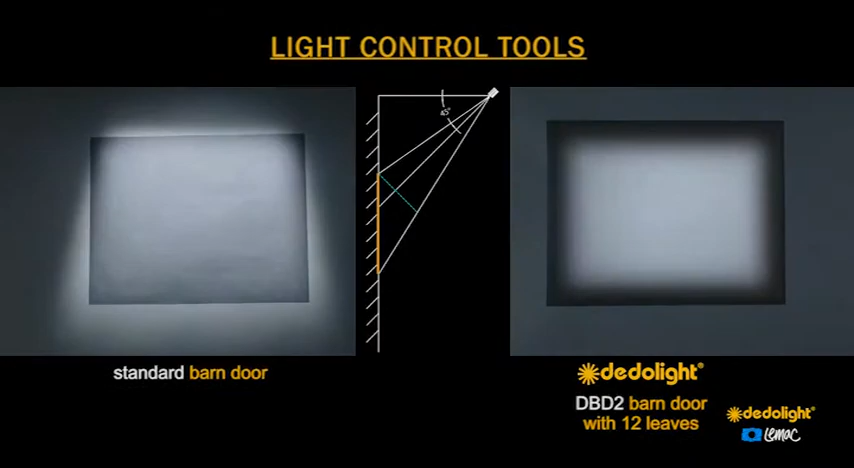 LIGHT CONTROL TOOLS
45°
standard barn door
dedolight®
DBD2 barn door
with 12 leaves
dedolight®
Lemac